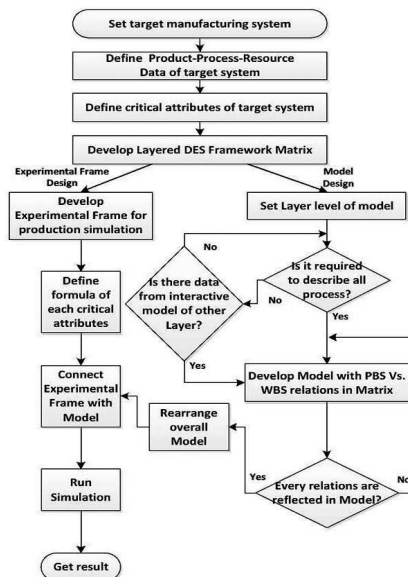 Set target manufacturing system
Define Product-Process-Resource
Data of target system
Define critical attributes of target system
Develop Layered DES Framework Matrix
Experimental Frame
Design
Model
Design
Develop
Experimental Frame for
production simulation
Set Layer level of model
No
Is there data
from interactive
model of other
Layer?
Is it required
to describe all
process?
No
Define
formula of
each critical
attributes
Yes
Yes
Develop Model with PBS Vs.
WBS relations in Matrix
Connect
Experimental
Frame with
Model
Rearrange
overall
Model
Run
Simulation
Yes
Every relations are
reflected in Model?
No
Get result